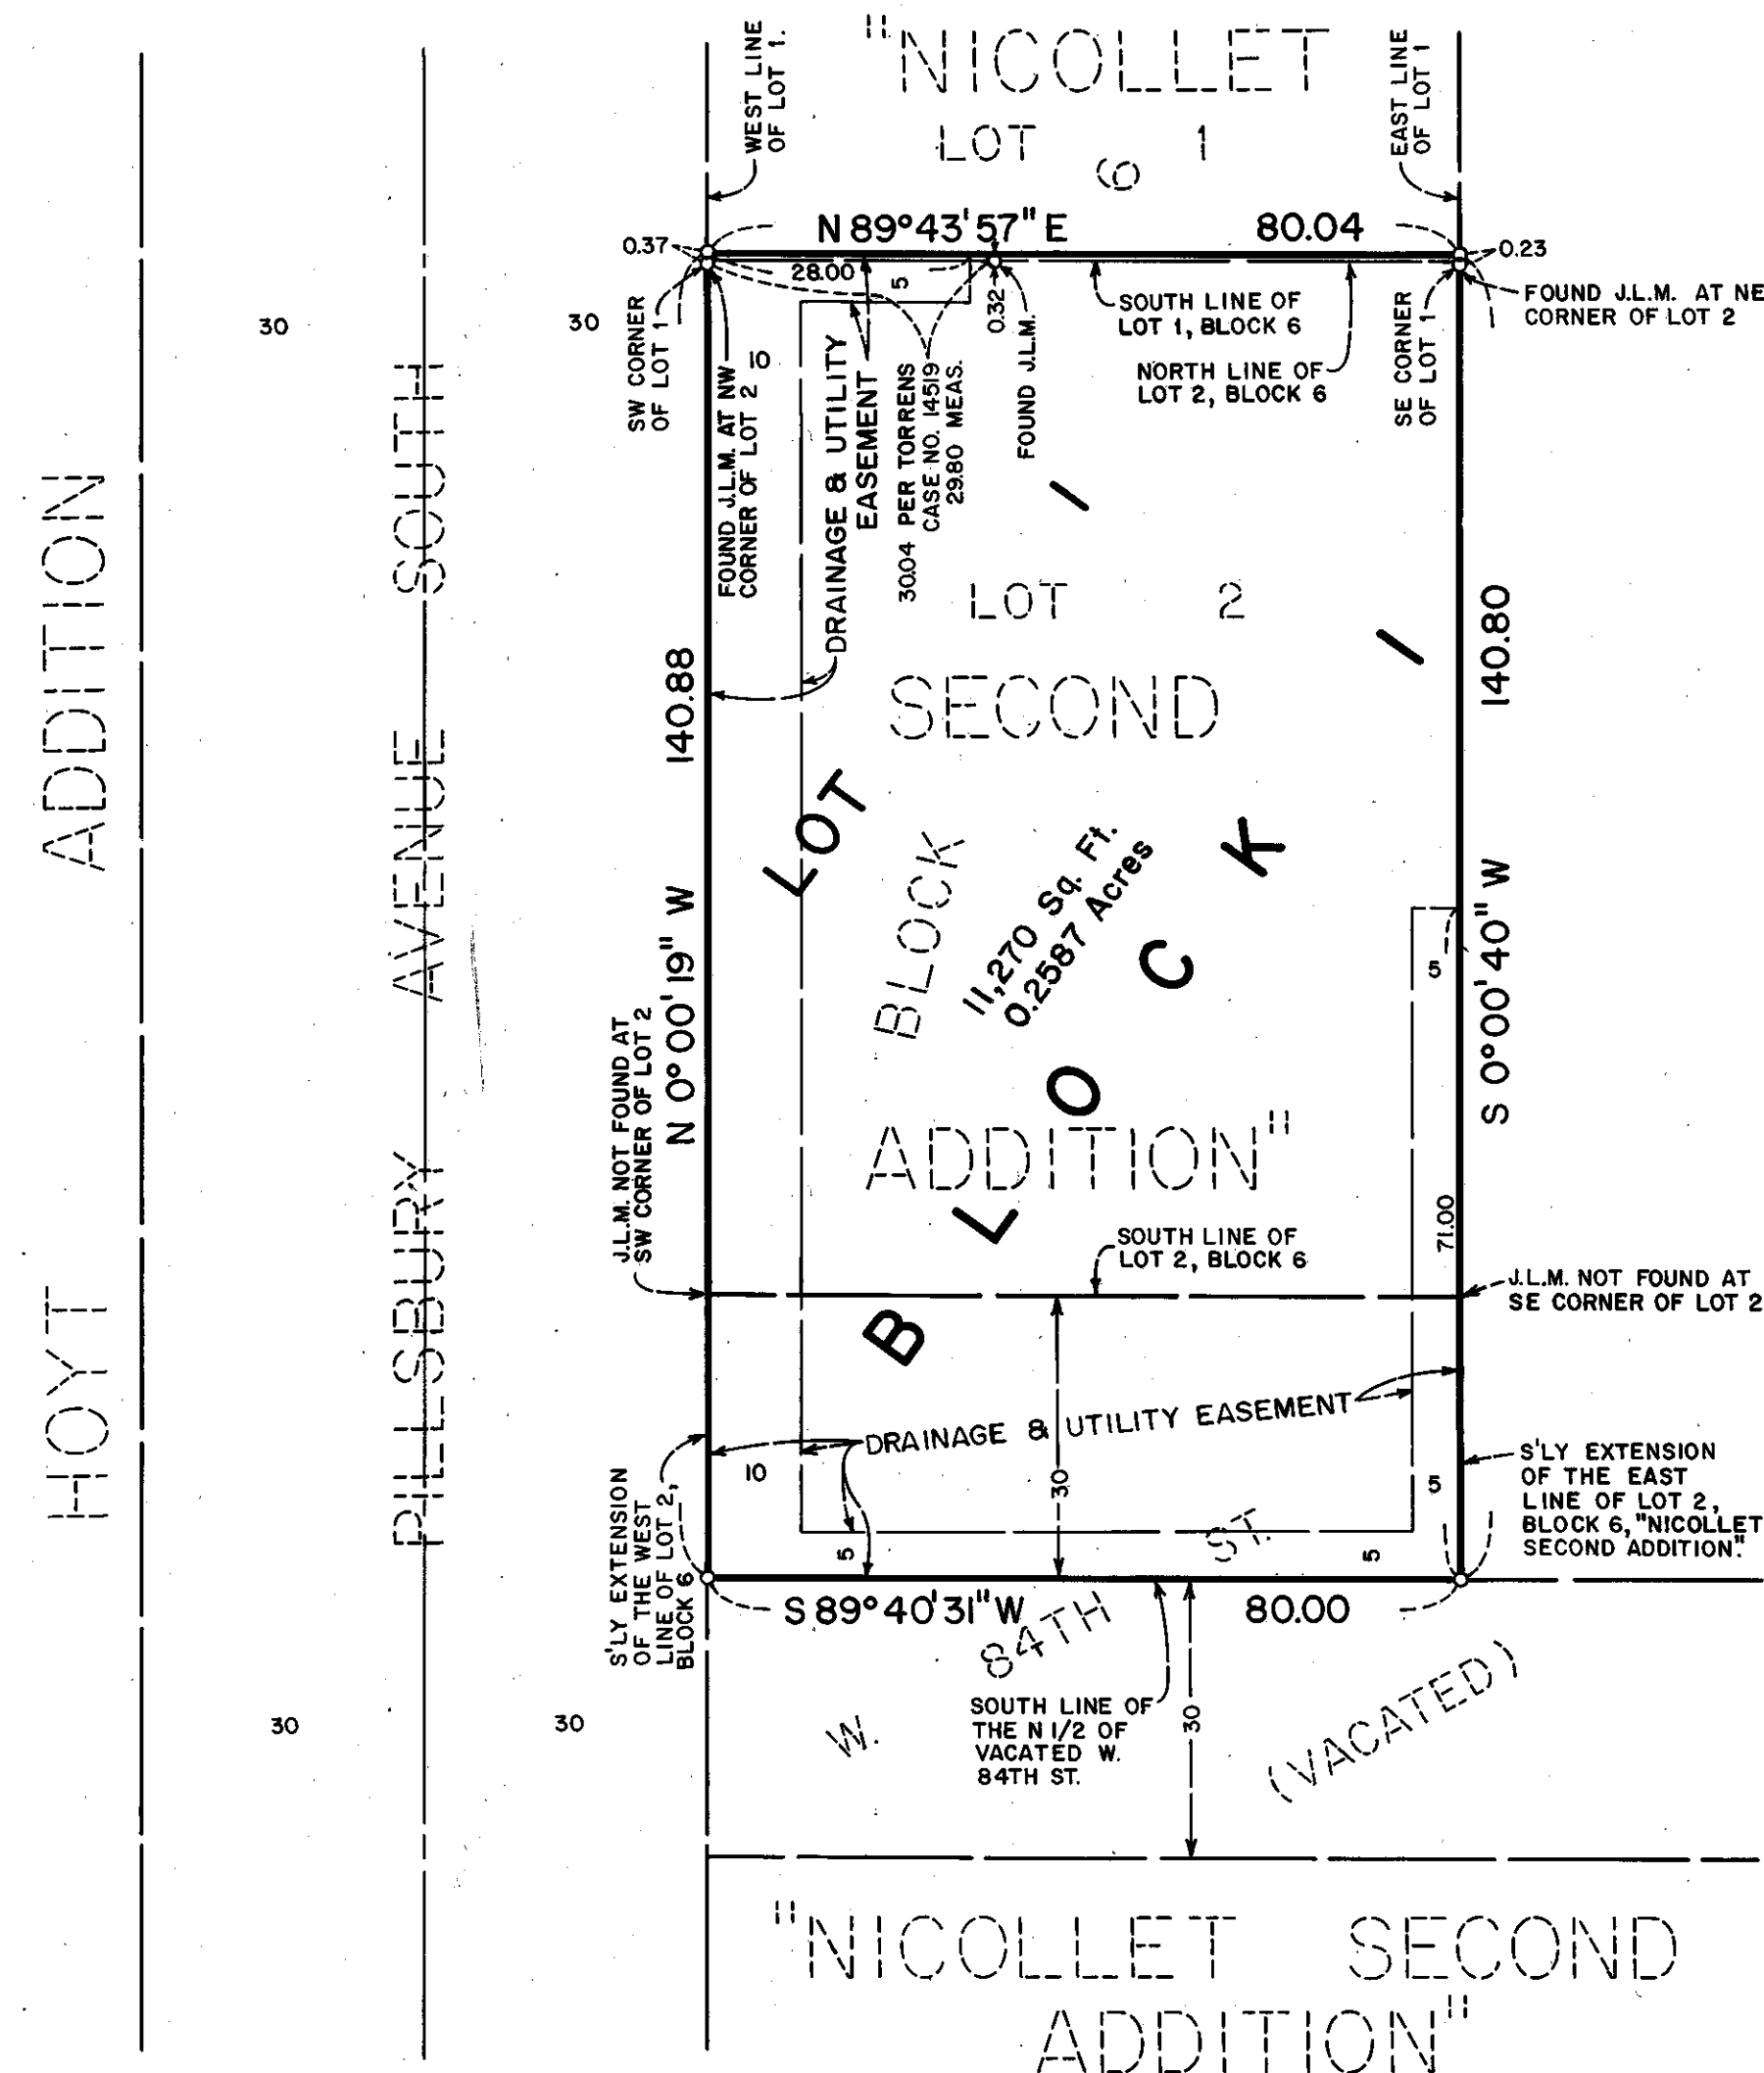 "NICOLLET
LOT 1
6
WEST LINE
OF LOT 1.
EAST LINE
OF LOT 1
N 89°43'57" E 80.04
0.37
0.23
28.00
5
0.32
10
30
30
SW CORNER
OF LOT 1
FOUND J.L.M. AT NW
CORNER OF LOT 2
DRAINAGE & UTILITY
EASEMENT
30.04 PER TORRENS
CASE NO. 14519
29.80 MEAS.
FOUND J.L.M.
SOUTH LINE OF
LOT 1, BLOCK 6
NORTH LINE OF
LOT 2, BLOCK 6
SE CORNER
OF LOT 1
FOUND J.L.M. AT NE
CORNER OF LOT 2
HOYT ADDITION
PILLSBURY AVENUE SOUTH
LOT 2
SECOND
BLOCK
ADDITION"
LOT 1
BLOCK 1
11,270 Sq. Ft.
0.2587 Acres
N 0°00'19" W 140.88
S 0°00'40" W 140.80
5
71.00
J.L.M. NOT FOUND AT
SW CORNER OF LOT 2
SOUTH LINE OF
LOT 2, BLOCK 6
J.L.M. NOT FOUND AT
SE CORNER OF LOT 2
DRAINAGE & UTILITY EASEMENT
10
30
5
5
5
S'LY EXTENSION
OF THE WEST
LINE OF LOT 2,
BLOCK 6
S'LY EXTENSION
OF THE EAST
LINE OF LOT 2,
BLOCK 6, "NICOLLET
SECOND ADDITION".
S 89°40'31" W 80.00
W. 84TH ST.
(VACATED)
SOUTH LINE OF
THE N 1/2 OF
VACATED W.
84TH ST.
30
30
30
"NICOLLET SECOND
ADDITION"